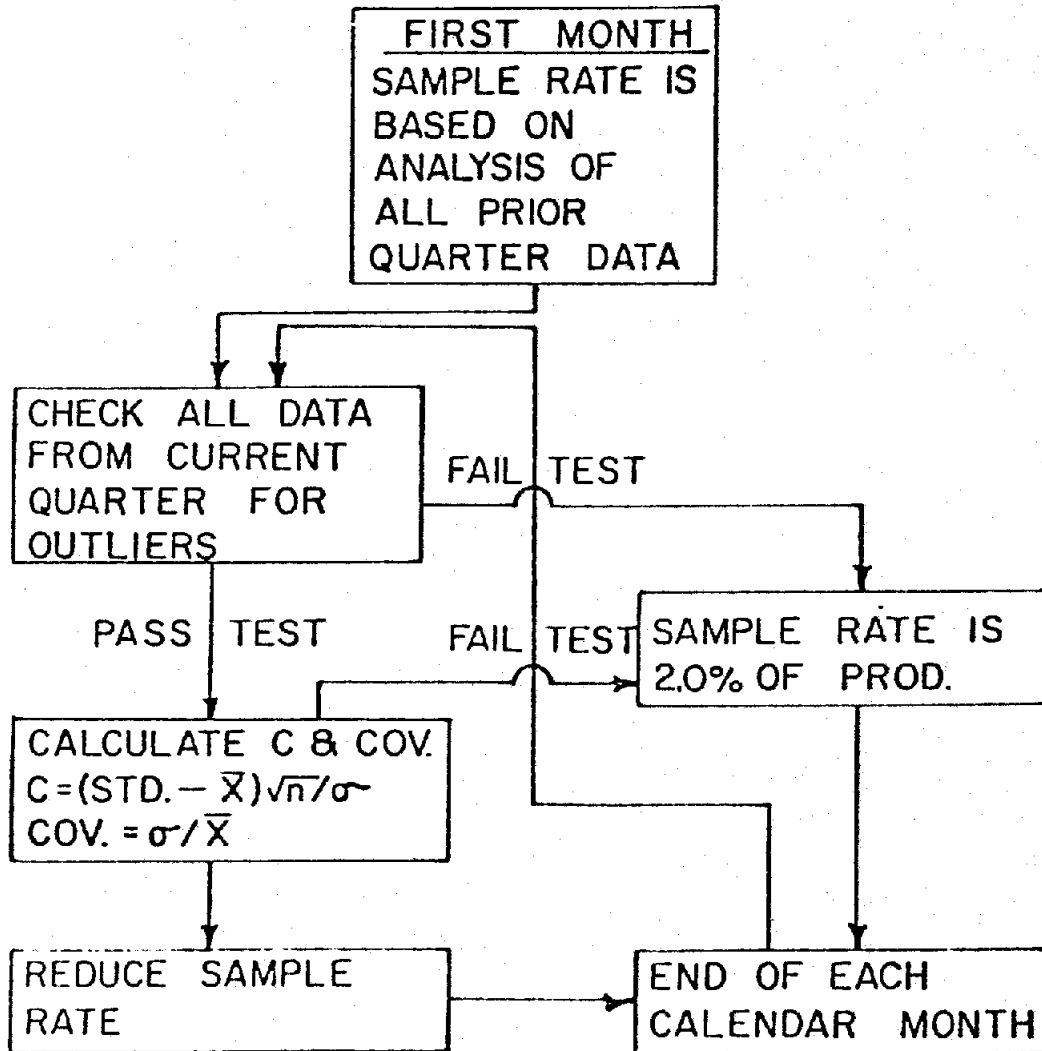 FIRST MONTH
SAMPLE RATE IS
BASED ON
ANALYSIS OF
ALL PRIOR
QUARTER DATA
CHECK ALL DATA
FROM CURRENT
QUARTER FOR
OUTLIERS
FAIL TEST
PASS TEST
FAIL TEST
SAMPLE RATE IS
2.0% OF PROD.
CALCULATE C & COV.
C=(STD.-X̅)√n/σ
COV. = σ/X̅
REDUCE SAMPLE
RATE
END OF EACH
CALENDAR MONTH